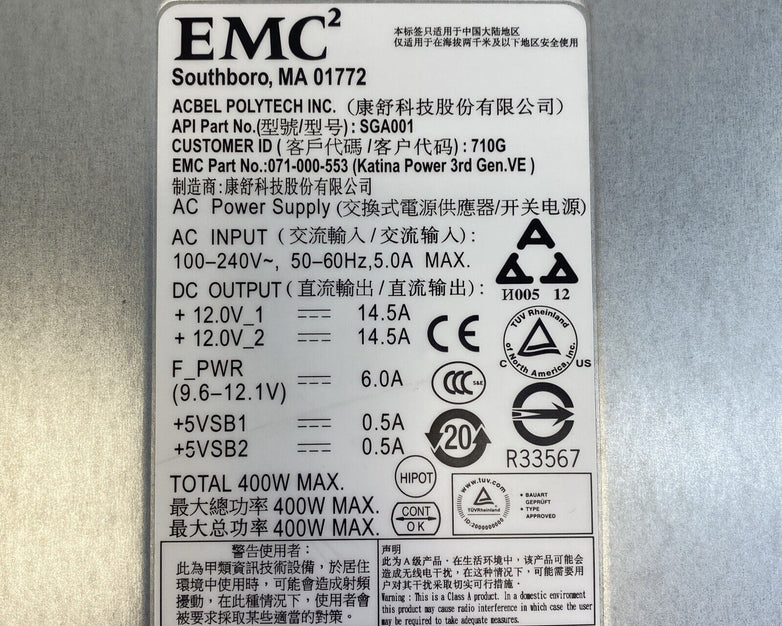 EMC²
本标签只适用于中国大陆地区
仅适用于在海拔两千米及以下地区安全使用
Southboro, MA 01772
ACBEL POLYTECH INC. (康舒科技股份有限公司)
API Part No.(型號/型号) : SGA001
CUSTOMER ID ( 客戶代碼 /客户代码) : 710G
EMC Part No.:071-000-553 (Katina Power 3rd Gen.VE )
制造商:康舒科技股份有限公司
AC Power Supply (交換式電源供應器/开关电源)
AC INPUT ( 交流輸入 / 交流输入) :
100–240V~, 50–60Hz,5.0A MAX.
И005 12
DC OUTPUT ( 直流輸出 / 直流输出) :
+ 12.0V_1 14.5A
+ 12.0V_2 14.5A
CE
TÜV Rheinland
of North America, Inc.
C US
F_PWR
(9.6–12.1V) 6.0A
CCC S&E
+5VSB1 0.5A
+5VSB2 0.5A
20
R33567
TOTAL 400W MAX.
最大總功率 400W MAX.
最大总功率 400W MAX.
HIPOT
CONT
OK
www.tuv.com
TÜVRheinland
ID:2000000000
• BAUART
GEPRÜFT
• TYPE
APPROVED
警告使用者 :
此為甲類資訊技術設備，於居住
環境中使用時，可能會造成射頻
擾動，在此種情況下，使用者會
被要求採取某些適當的對策。
声明
此为 A 级产品，在生活环境中，该产品可能会
造成无线电干扰，在这种情况下，可能需要用
户对其干扰采取切实可行措施。
Warning : This is a Class A product. In a domestic environment
this product may cause radio interference in which case the user
may be required to take adequate measures.